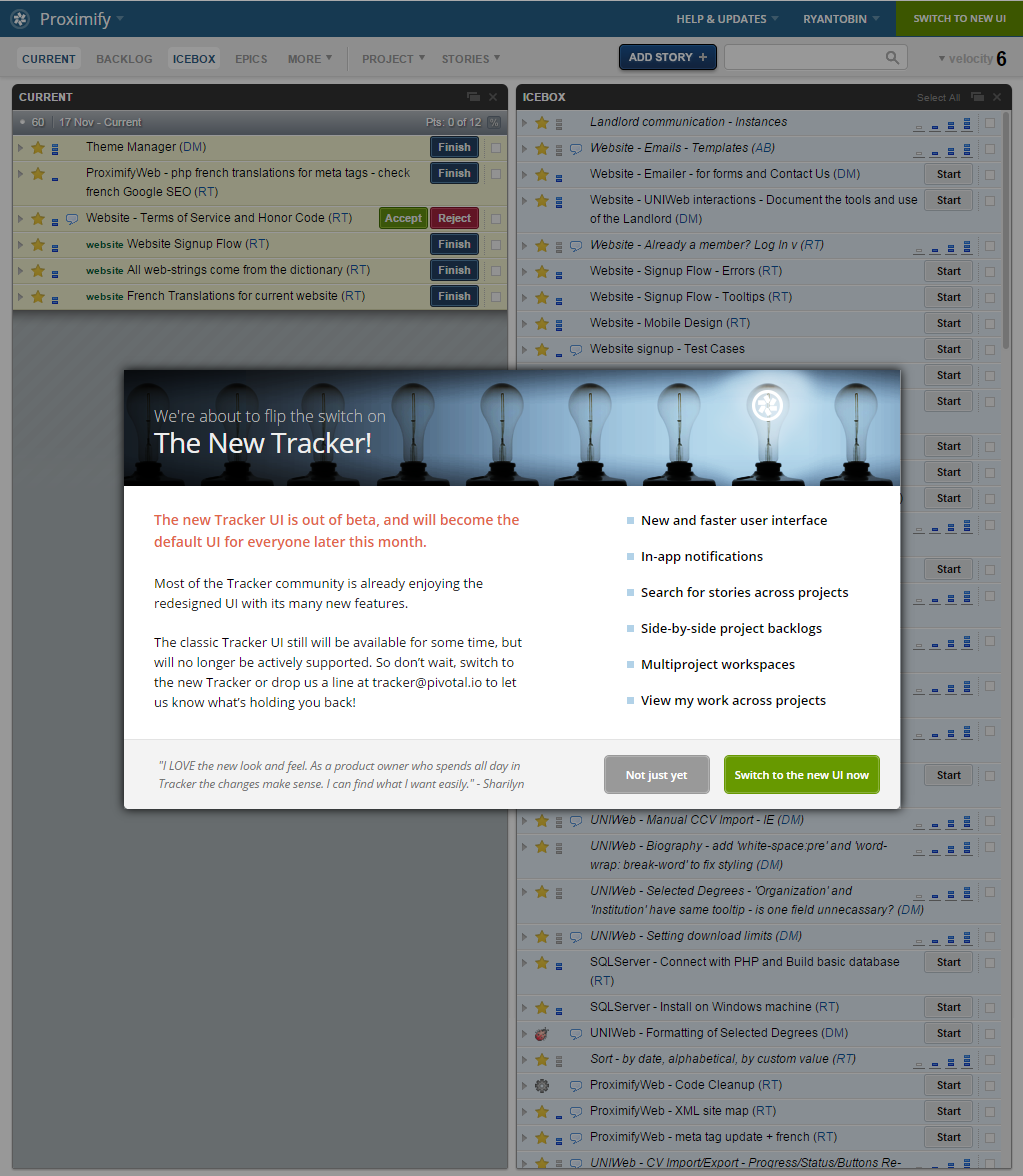 Proximify
HELP & UPDATES
RYANTOBIN
SWITCH TO NEW UI
CURRENT
BACKLOG
ICEBOX
EPICS
MORE
PROJECT
STORIES
ADD STORY +
velocity 6
CURRENT
60 17 Nov - Current Pts: 0 of 12 %
Theme Manager (DM) Finish
ProximifyWeb - php french translations for meta tags - check Finish
french Google SEO (RT)
Website - Terms of Service and Honor Code (RT) Accept Reject
website Website Signup Flow (RT) Finish
website All web-strings come from the dictionary (RT) Finish
website French Translations for current website (RT) Finish
ICEBOX Select All
Landlord communication - Instances
Website - Emails - Templates (AB)
Website - Emailer - for forms and Contact Us (DM) Start
Website - UNIWeb interactions - Document the tools and use Start
of the Landlord (DM)
Website - Already a member? Log In v (RT)
Website - Signup Flow - Errors (RT) Start
Website - Signup Flow - Tooltips (RT) Start
Website - Mobile Design (RT) Start
Website signup - Test Cases Start
Start
Start
Start
Start
Start
Start
Start
We're about to flip the switch on
The New Tracker!
The new Tracker UI is out of beta, and will become the
default UI for everyone later this month.
Most of the Tracker community is already enjoying the
redesigned UI with its many new features.
The classic Tracker UI still will be available for some time, but
will no longer be actively supported. So don't wait, switch to
the new Tracker or drop us a line at tracker@pivotal.io to let
us know what's holding you back!
New and faster user interface
In-app notifications
Search for stories across projects
Side-by-side project backlogs
Multiproject workspaces
View my work across projects
"I LOVE the new look and feel. As a product owner who spends all day in
Tracker the changes make sense. I can find what I want easily." - Sharilyn
Not just yet
Switch to the new UI now
UNIWeb - Manual CCV Import - IE (DM)
UNIWeb - Biography - add 'white-space:pre' and 'word-
wrap: break-word' to fix styling (DM)
UNIWeb - Selected Degrees - 'Organization' and
'Institution' have same tooltip - is one field unnecassary? (DM)
UNIWeb - Setting download limits (DM)
SQLServer - Connect with PHP and Build basic database Start
(RT)
SQLServer - Install on Windows machine (RT) Start
UNIWeb - Formatting of Selected Degrees (DM) Start
Sort - by date, alphabetical, by custom value (RT)
ProximifyWeb - Code Cleanup (RT) Start
ProximifyWeb - XML site map (RT) Start
ProximifyWeb - meta tag update + french (RT) Start
UNIWeb - CV Import/Export - Progress/Status/Buttons Re-